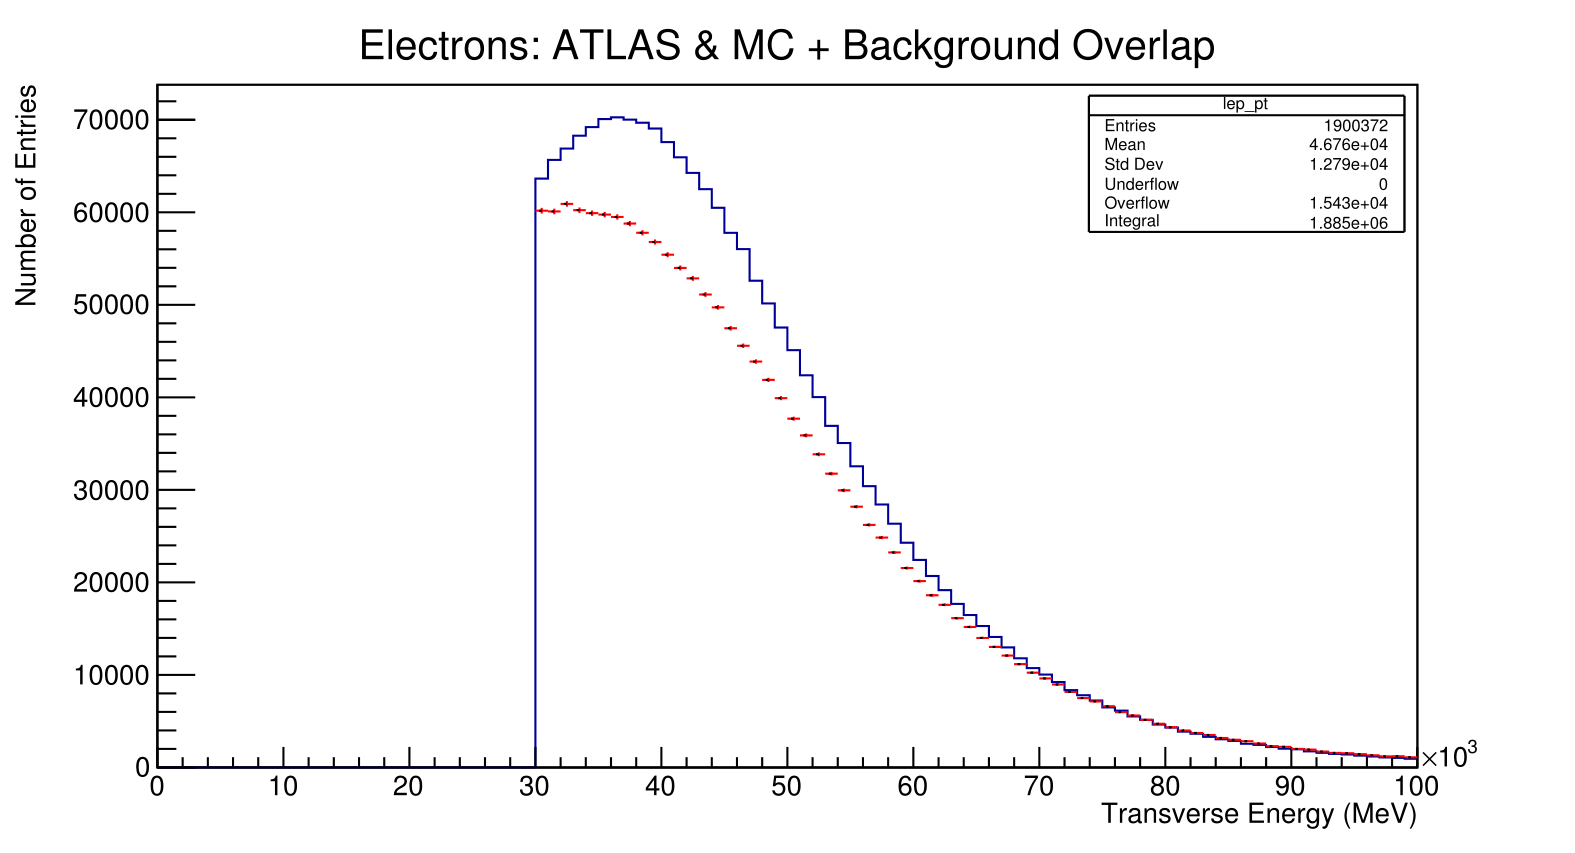 Electrons: ATLAS & MC + Background Overlap
Number of Entries
70000
60000
50000
40000
30000
20000
10000
0
lep_pt
Entries 1900372
Mean 4.676e+04
Std Dev 1.279e+04
Underflow 0
Overflow 1.543e+04
Integral 1.885e+06
0 10 20 30 40 50 60 70 80 90 100
×10³
Transverse Energy (MeV)